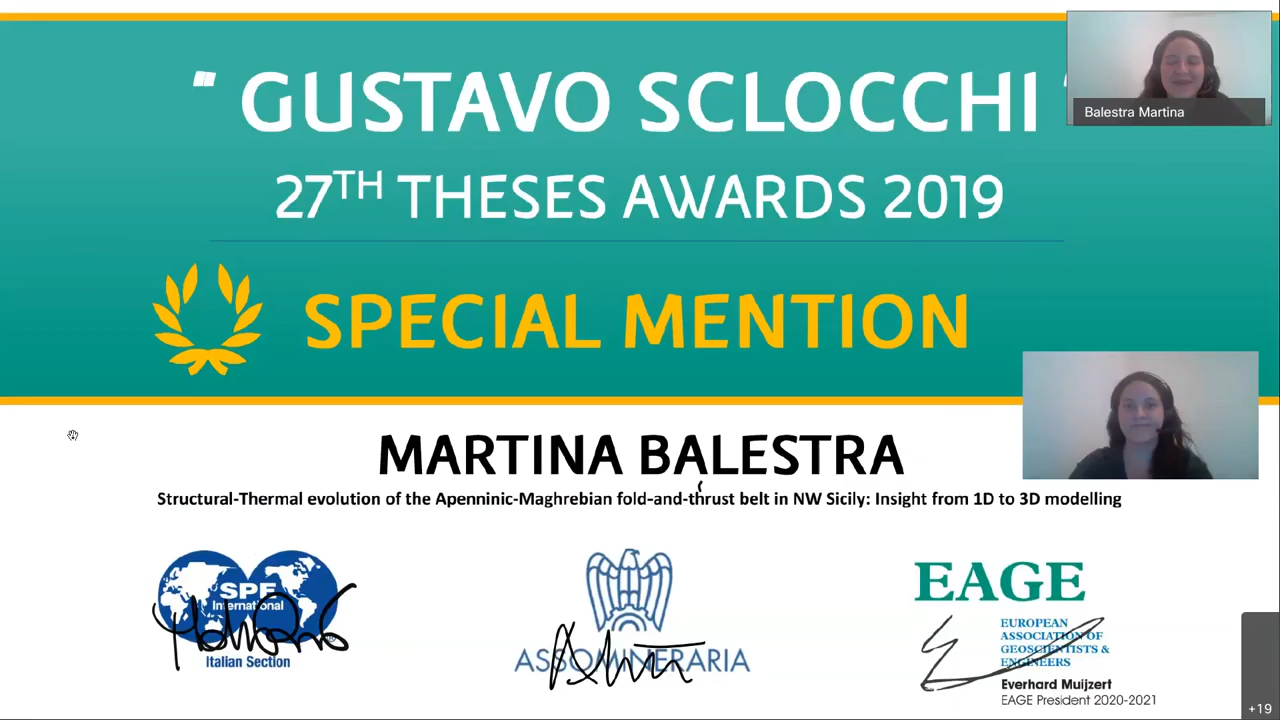 " GUSTAVO SCLOCCHI "
Balestra Martina
27TH THESES AWARDS 2019
SPECIAL MENTION
MARTINA BALESTRA
Structural-Thermal evolution of the Apenninic-Maghrebian fold-and-thrust belt in NW Sicily: Insight from 1D to 3D modelling
SPE
International
Italian Section
ASSOMINERARIA
EAGE
EUROPEAN
ASSOCIATION OF
GEOSCIENTISTS &
ENGINEERS
Everhard Muijzert
EAGE President 2020-2021
+19